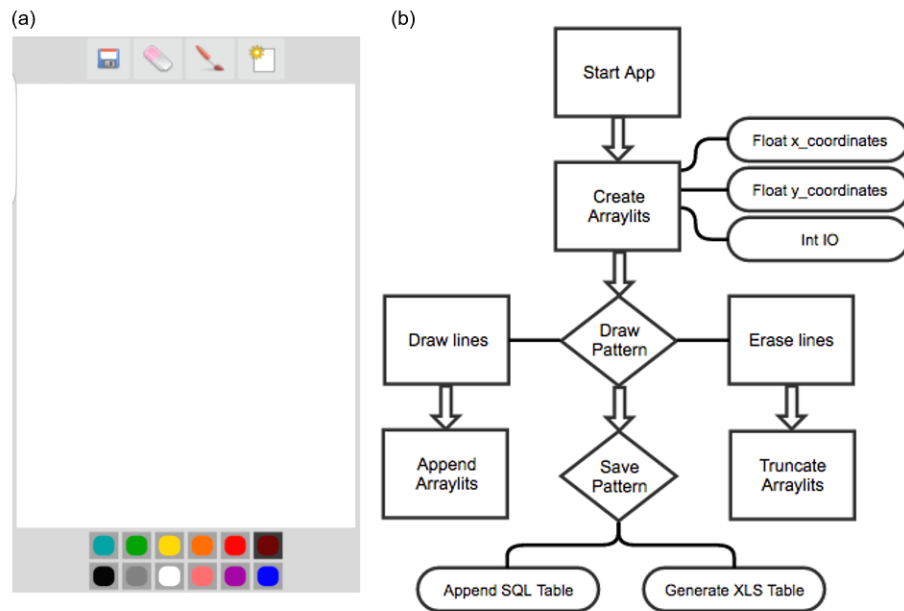 (a)
(b)
Start App
Float x_coordinates
Create
Arraylits
Float y_coordinates
Int IO
Draw lines
Draw
Pattern
Erase lines
Append
Arraylits
Save
Pattern
Truncate
Arraylits
Append SQL Table
Generate XLS Table